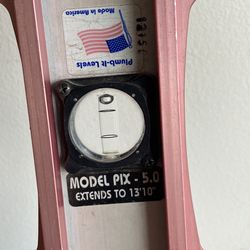 Made in America
Plumb-It Levels
MODEL PIX - 5.0
EXTENDS TO 13'10"